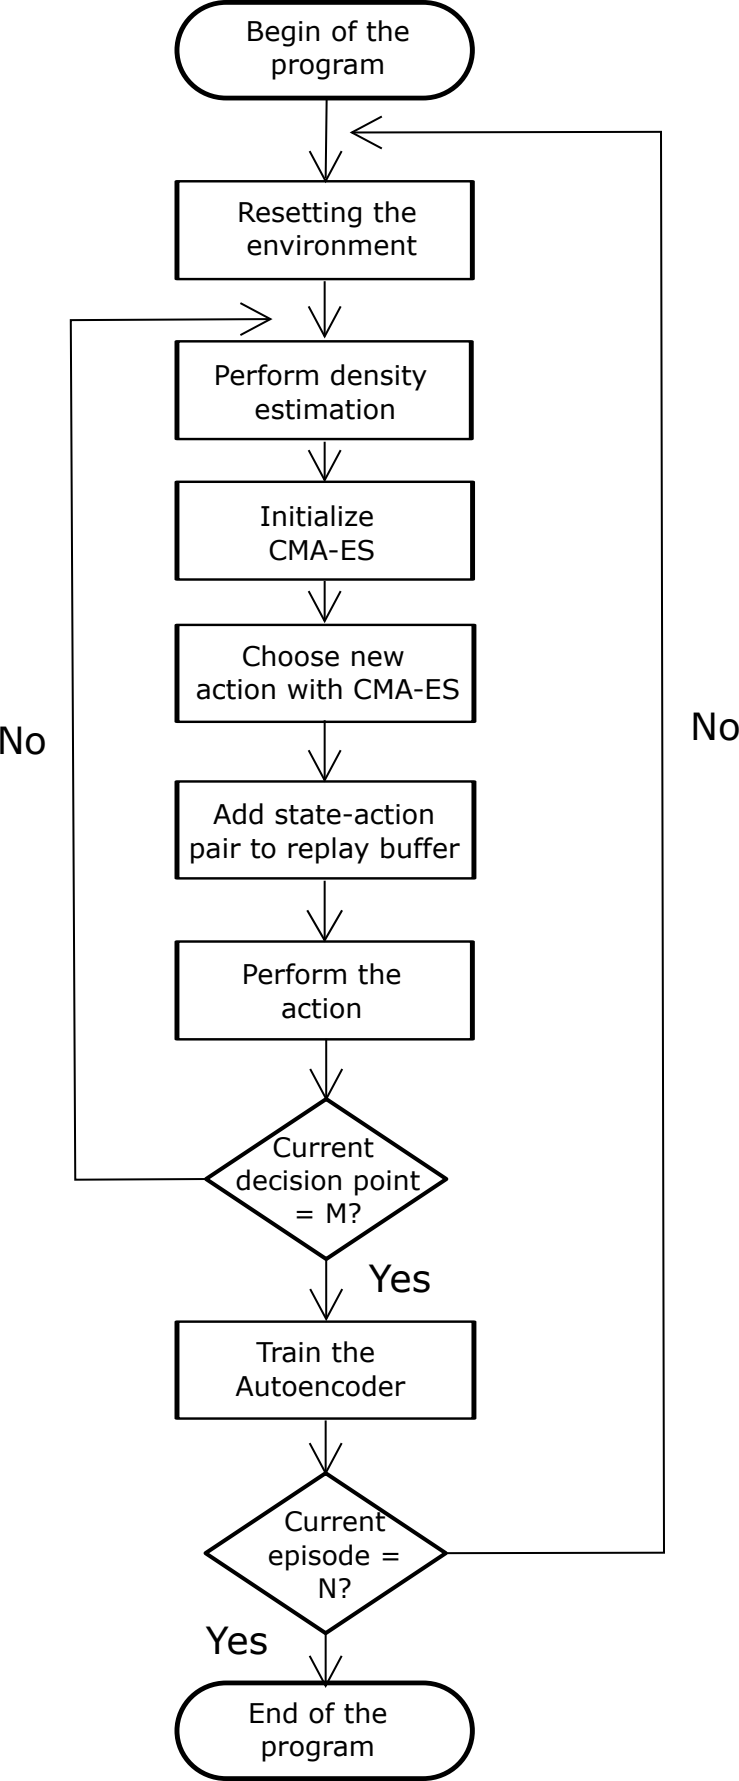 Begin of the
program
Resetting the
environment
Perform density
estimation
Initialize
CMA-ES
Choose new
action with CMA-ES
No
No
Add state-action
pair to replay buffer
Perform the
action
Current
decision point
= M?
Yes
Train the
Autoencoder
Current
episode =
N?
Yes
End of the
program